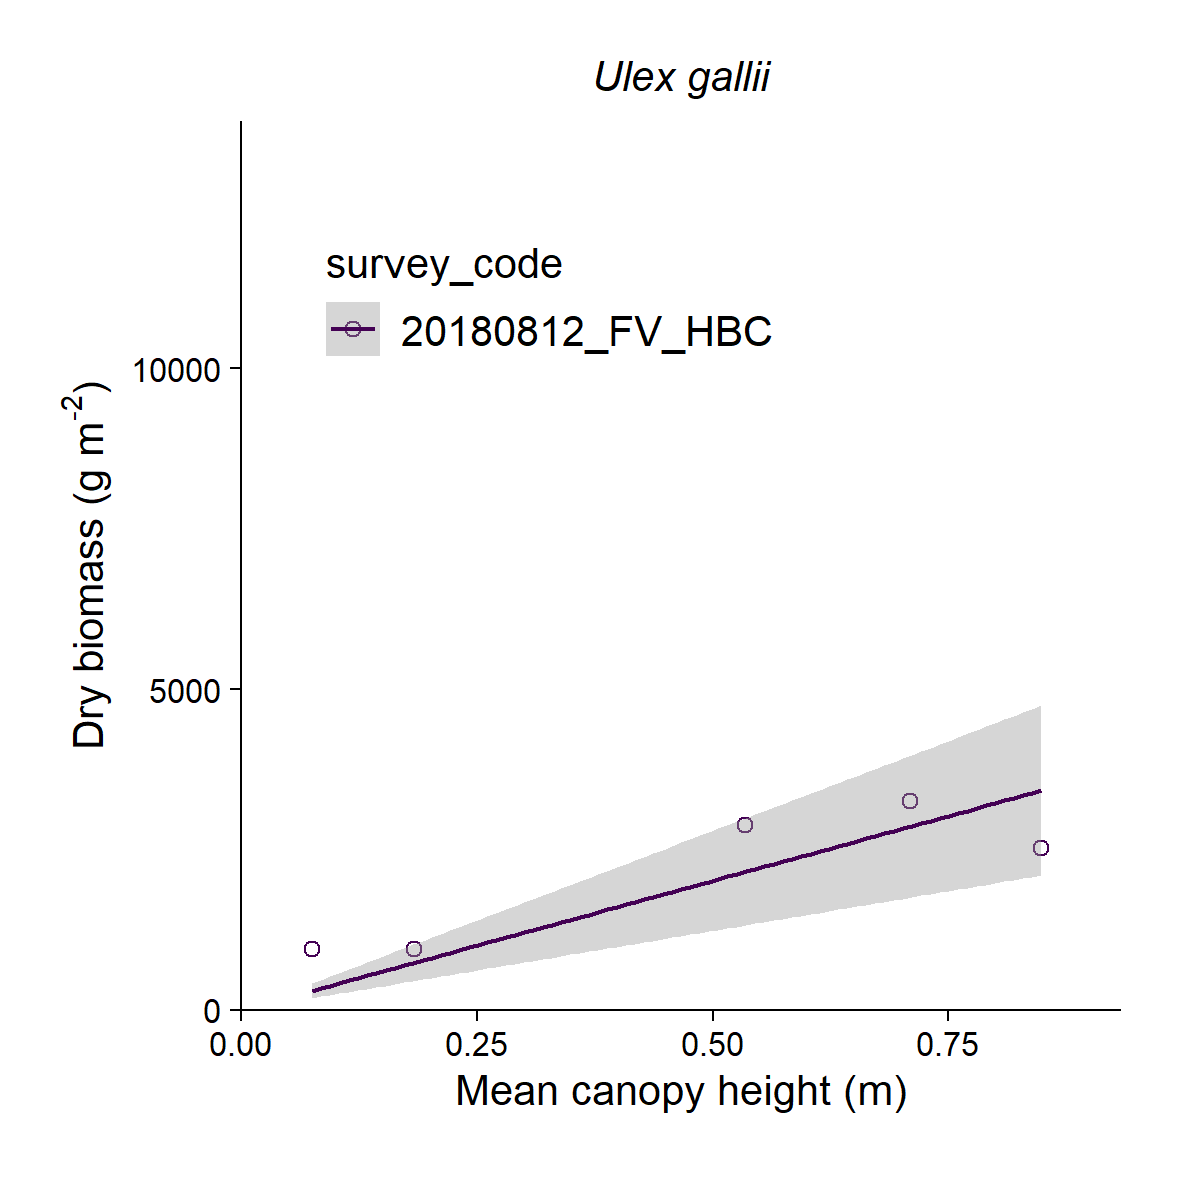 Ulex gallii
survey_code
20180812_FV_HBC
Dry biomass (g m⁻²)
10000
5000
0
0.00 0.25 0.50 0.75
Mean canopy height (m)